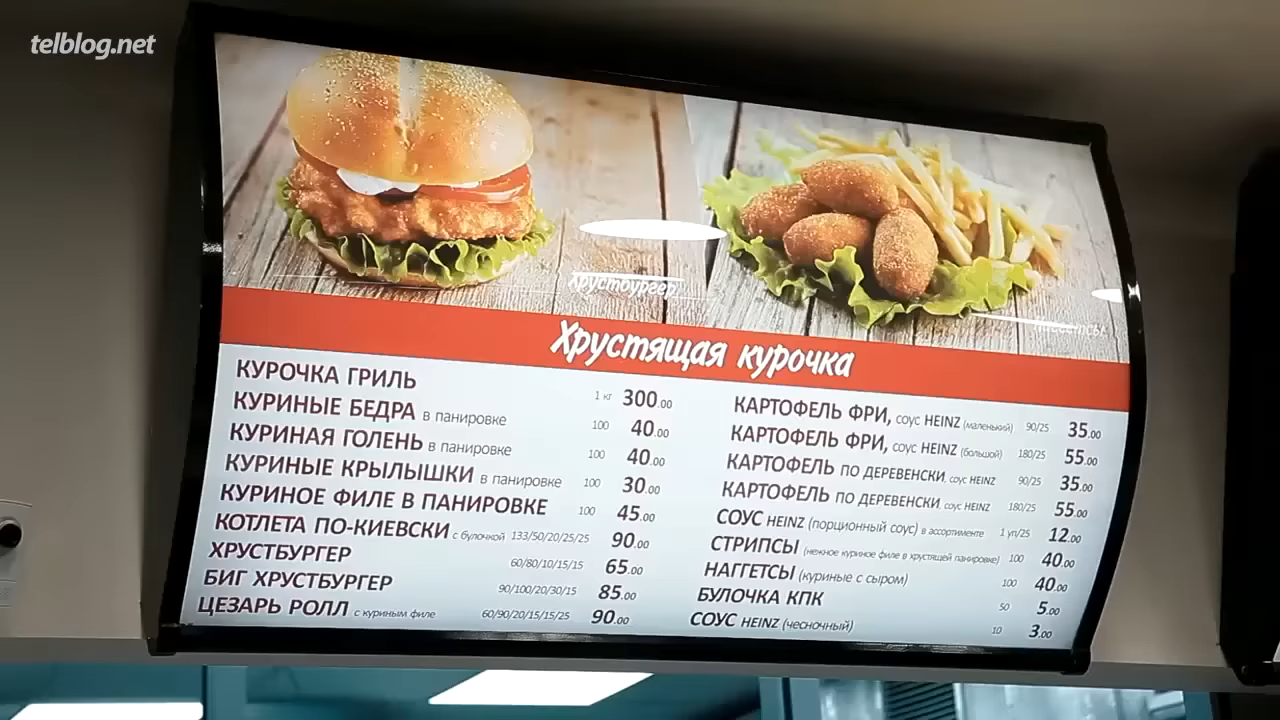 telblog.net
Хрустбургер
Хрустящая курочка
КУРОЧКА ГРИЛЬ 1 кг 300.00
КУРИНЫЕ БЕДРА в панировке 100 40.00
КУРИНАЯ ГОЛЕНЬ в панировке 100 40.00
КУРИНЫЕ КРЫЛЫШКИ в панировке 100 30.00
КУРИНОЕ ФИЛЕ В ПАНИРОВКЕ 100 45.00
КОТЛЕТА ПО-КИЕВСКИ с булочкой 133/50/20/25/25 90.00
ХРУСТБУРГЕР 60/80/10/15/15 65.00
БИГ ХРУСТБУРГЕР 90/100/20/30/15 85.00
ЦЕЗАРЬ РОЛЛ с куриным филе 60/90/20/15/15/25 90.00
КАРТОФЕЛЬ ФРИ, соус HEINZ (маленький) 90/25 35.00
КАРТОФЕЛЬ ФРИ, соус HEINZ (большой) 180/25 55.00
КАРТОФЕЛЬ ПО ДЕРЕВЕНСКИ, соус HEINZ 90/25 35.00
КАРТОФЕЛЬ ПО ДЕРЕВЕНСКИ, соус HEINZ 180/25 55.00
СОУС HEINZ (порционный соус) в ассортименте 1 уп/25 12.00
СТРИПСЫ (нежное куриное филе в хрустящей панировке) 100 40.00
НАГГЕТСЫ (куриные с сыром) 100 40.00
БУЛОЧКА КПК 50 5.00
СОУС HEINZ (чесночный) 10 3.00